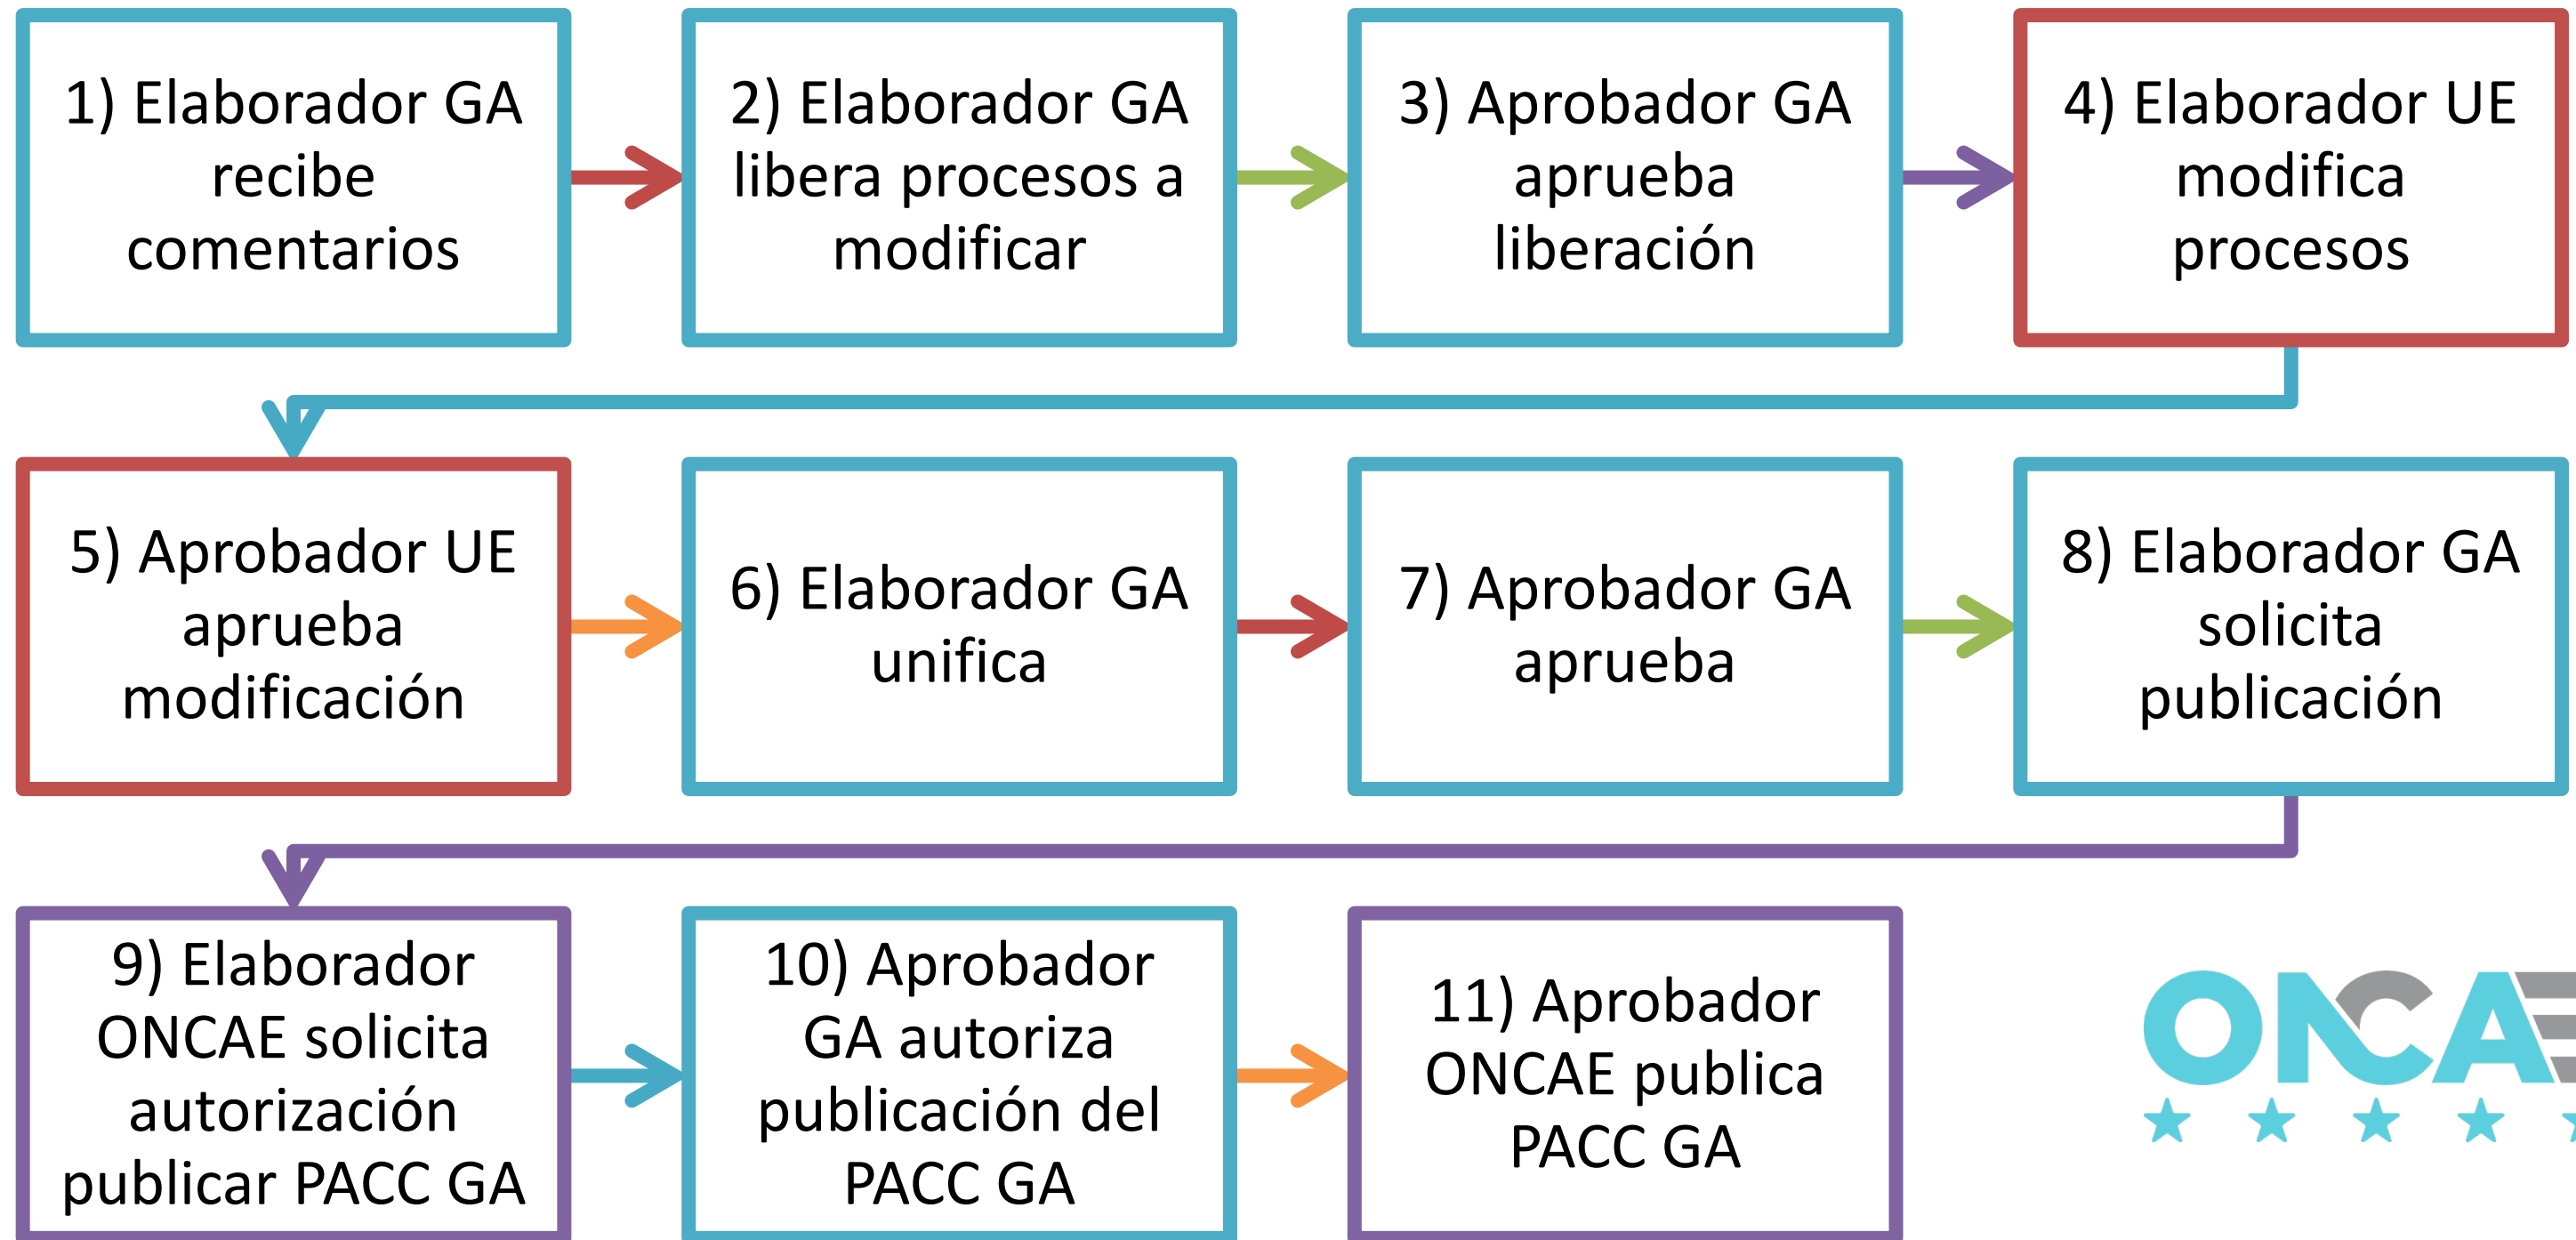 1) Elaborador GA
recibe
comentarios
2) Elaborador GA
libera procesos a
modificar
3) Aprobador GA
aprueba
liberación
4) Elaborador UE
modifica
procesos
5) Aprobador UE
aprueba
modificación
6) Elaborador GA
unifica
7) Aprobador GA
aprueba
8) Elaborador GA
solicita
publicación
9) Elaborador
ONCAE solicita
autorización
publicar PACC GA
10) Aprobador
GA autoriza
publicación del
PACC GA
11) Aprobador
ONCAE publica
PACC GA
ONCAE